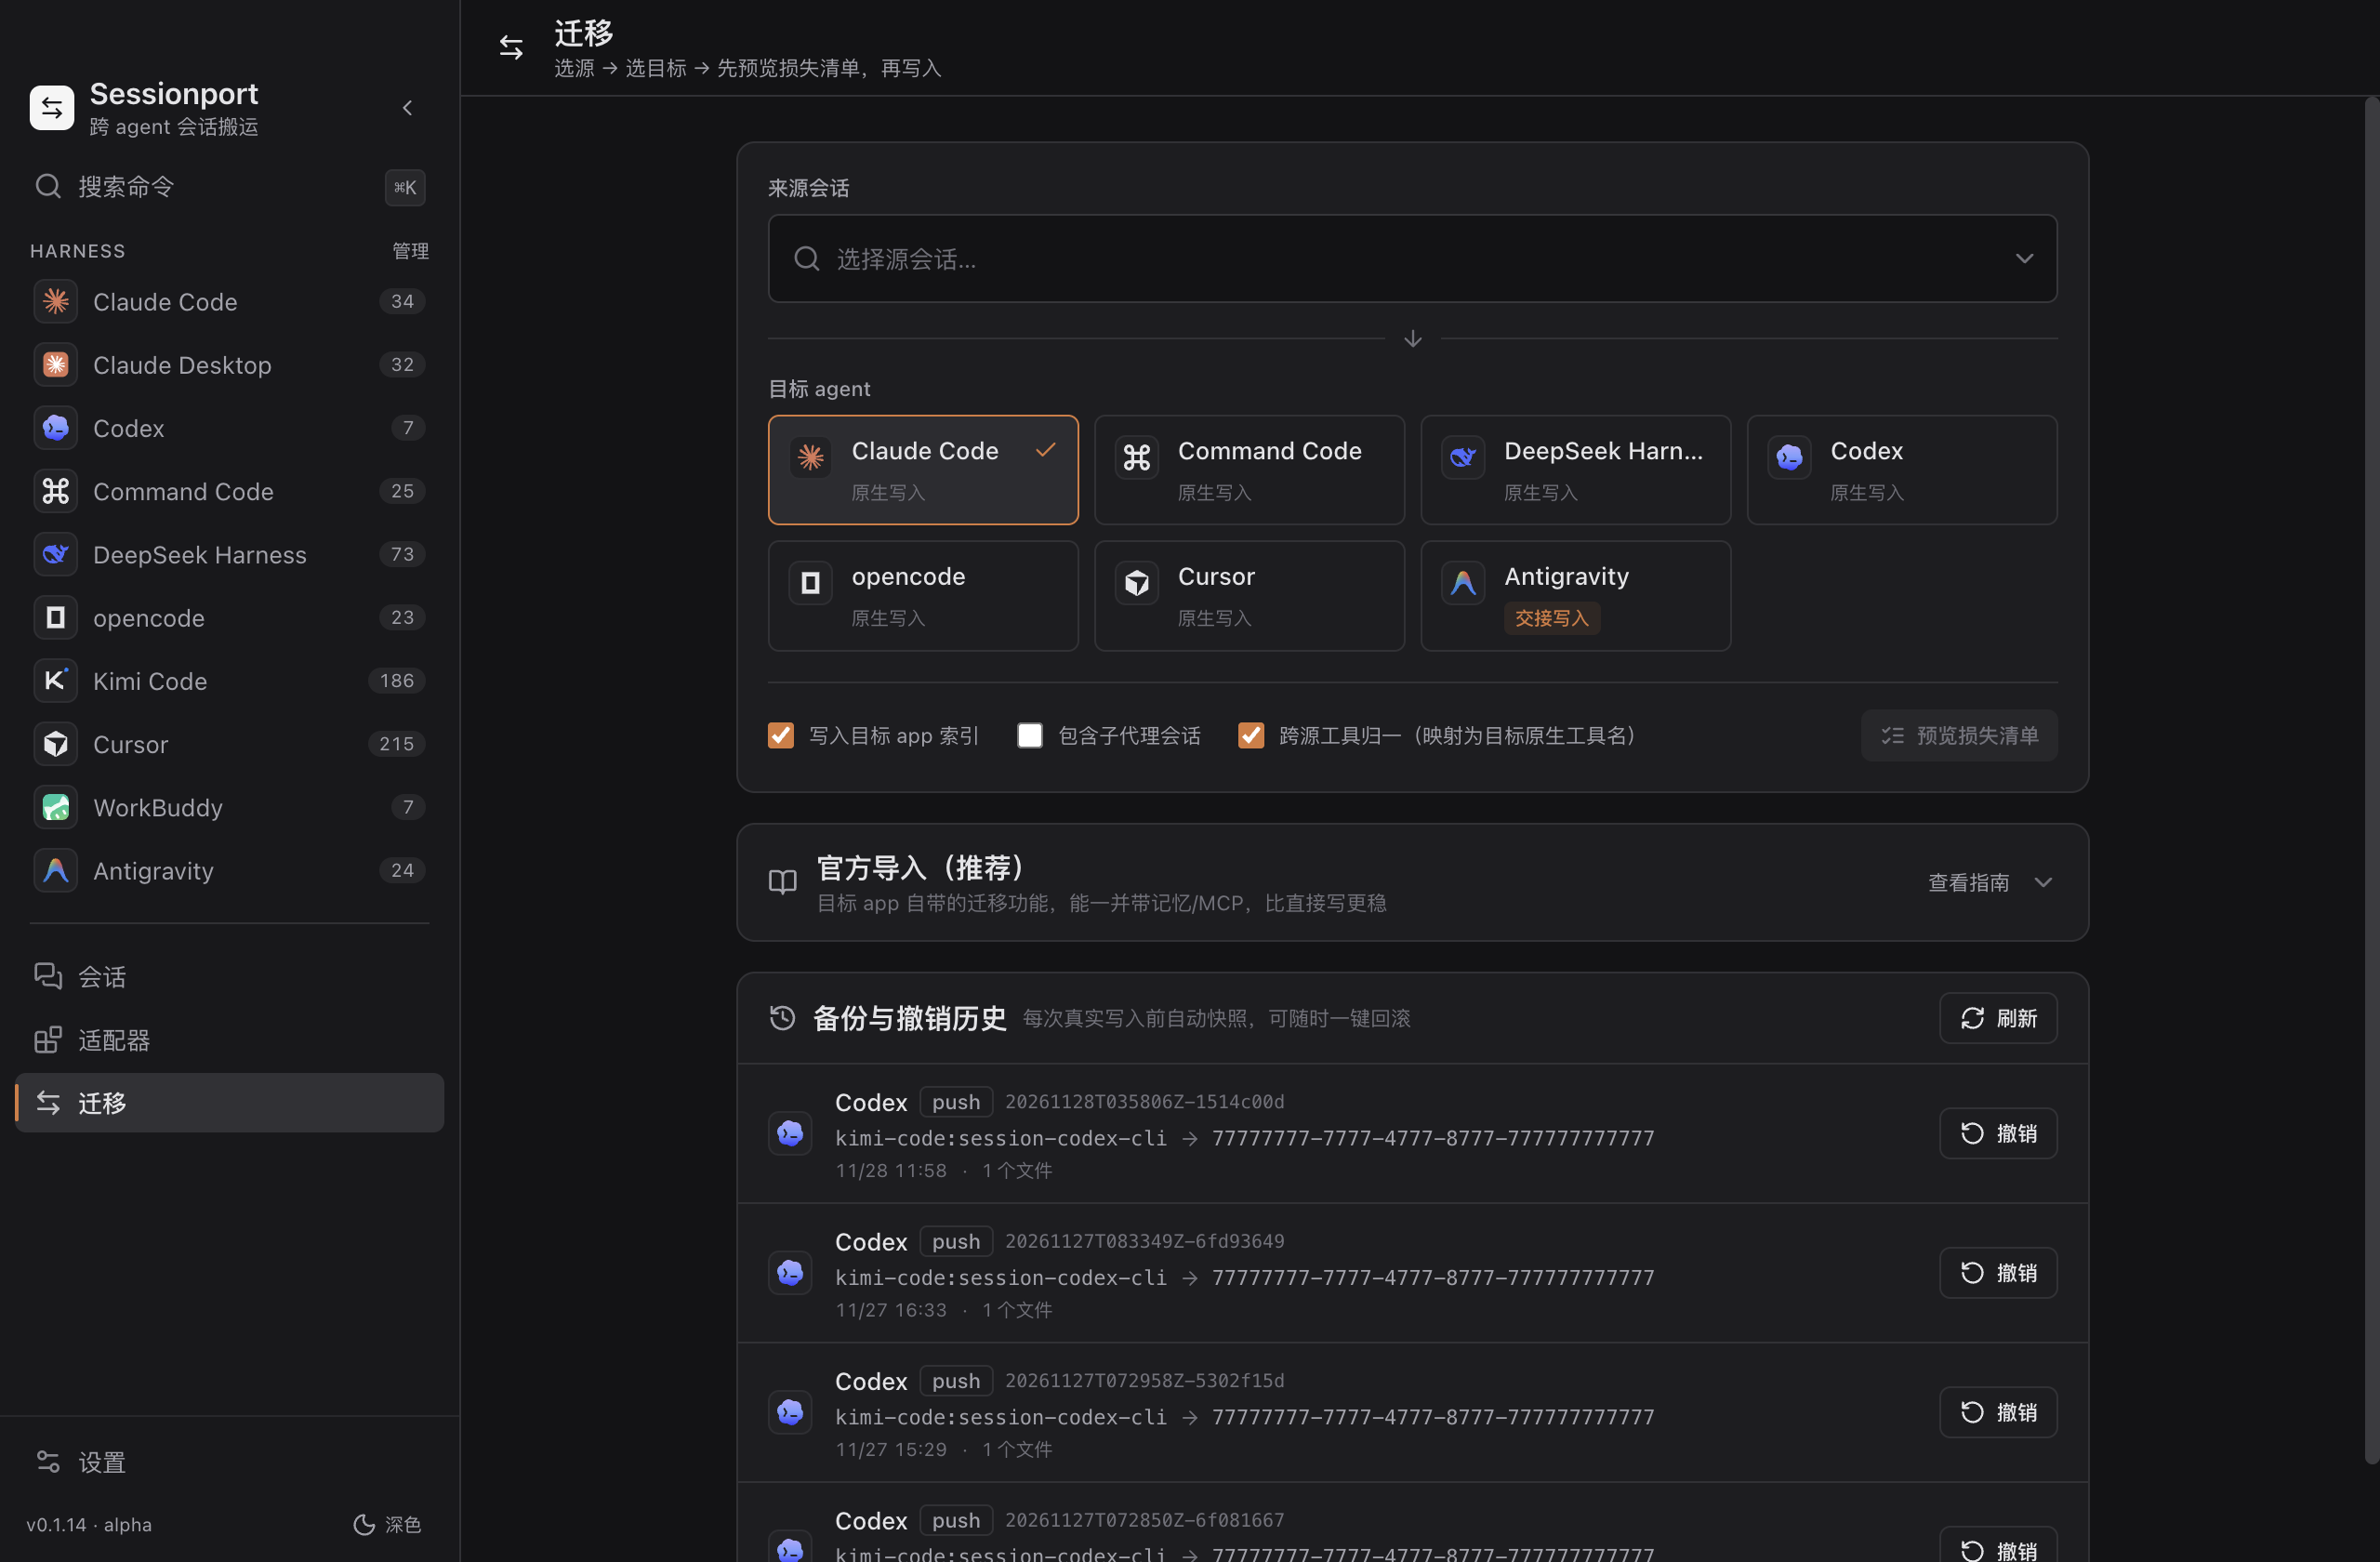 Sessionport
跨 agent 会话搬运
搜索命令
⌘K
HARNESS
管理
Claude Code
34
Claude Desktop
32
Codex
7
Command Code
25
DeepSeek Harness
73
opencode
23
Kimi Code
186
Cursor
215
WorkBuddy
7
Antigravity
24
会话
适配器
迁移
设置
v0.1.14 · alpha
深色
迁移
选源 → 选目标 → 先预览损失清单，再写入
来源会话
选择源会话...
目标 agent
Claude Code
原生写入
Command Code
原生写入
DeepSeek Harn...
原生写入
Codex
原生写入
opencode
原生写入
Cursor
原生写入
Antigravity
交接写入
写入目标 app 索引
包含子代理会话
跨源工具归一（映射为目标原生工具名）
预览损失清单
官方导入（推荐）
目标 app 自带的迁移功能，能一并带记忆/MCP，比直接写更稳
查看指南
备份与撤销历史
每次真实写入前自动快照，可随时一键回滚
刷新
Codex push 20261128T035806Z-1514c00d
kimi-code:session-codex-cli → 77777777-7777-4777-8777-777777777777
11/28 11:58 · 1 个文件
撤销
Codex push 20261127T083349Z-6fd93649
kimi-code:session-codex-cli → 77777777-7777-4777-8777-777777777777
11/27 16:33 · 1 个文件
撤销
Codex push 20261127T072958Z-5302f15d
kimi-code:session-codex-cli → 77777777-7777-4777-8777-777777777777
11/27 15:29 · 1 个文件
撤销
Codex push 20261127T072850Z-6f081667
kimi-code:session-codex-cli → 77777777-7777-4777-8777-777777777777
撤销